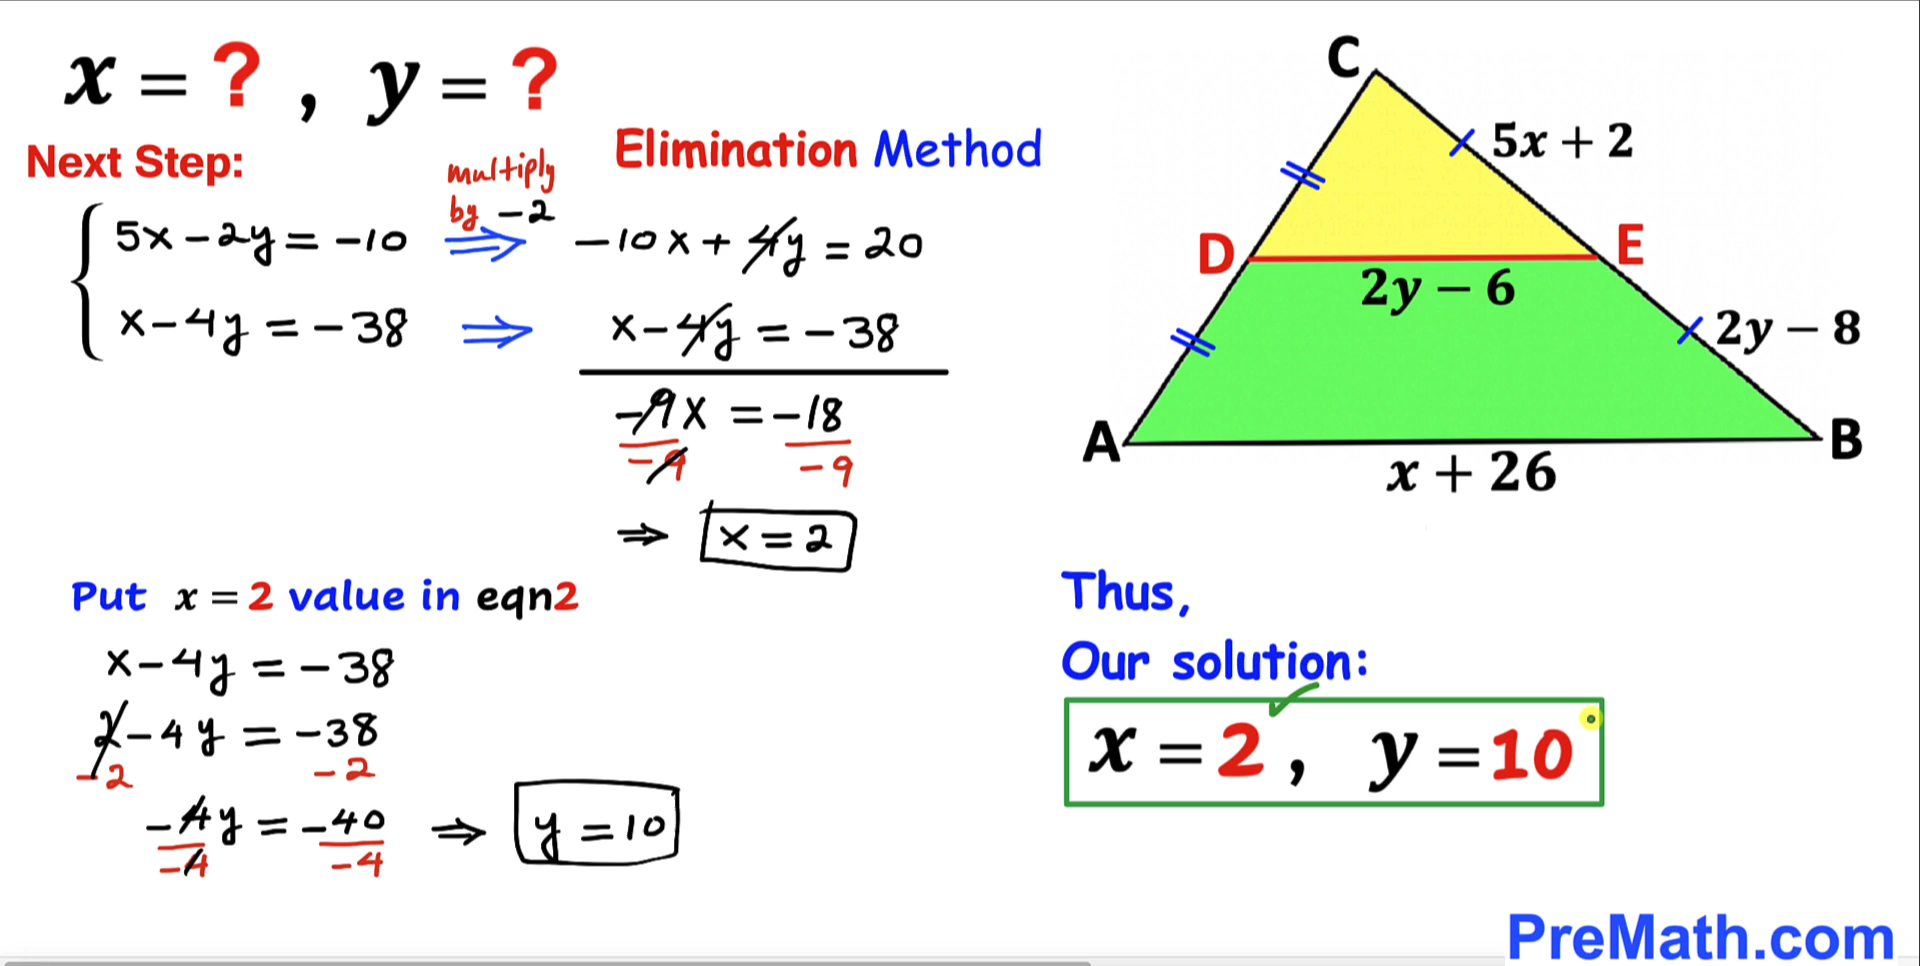 x = ? , y = ?
Next Step:
multiply
by -2
Elimination Method
5x - 2y = -10 ⇒ -10x + 4y = 20
x - 4y = -38 ⇒ x - 4y = -38
-9x = -18
-9 -9
⇒ x = 2
Put x = 2 value in eqn2
x - 4y = -38
2 - 4y = -38
-2 -2
-4y = -40 ⇒ y = 10
-4 -4
C
5x + 2
D
E
2y - 6
2y - 8
A
B
x + 26
Thus,
Our solution:
x = 2 , y = 10
PreMath.com